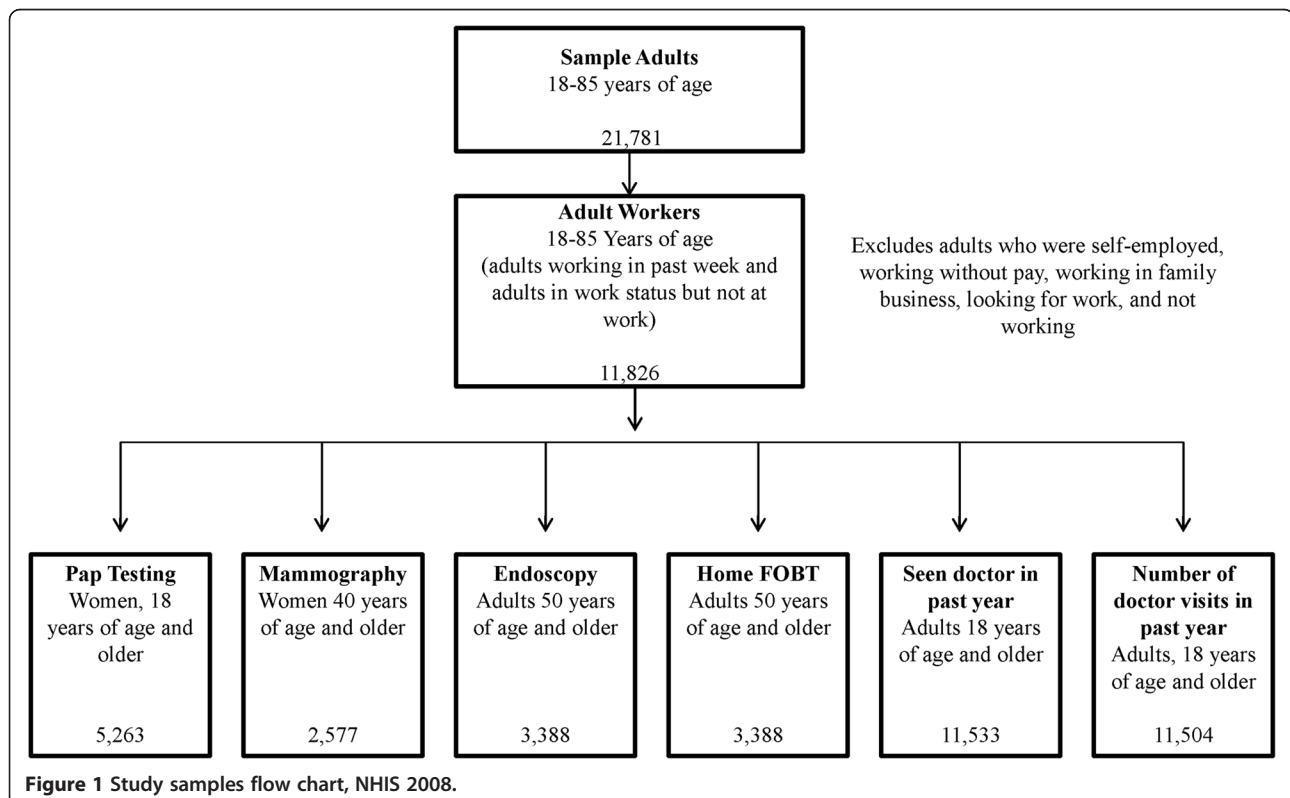 Sample Adults
18-85 years of age
21,781
Adult Workers
18-85 Years of age
(adults working in past week and
adults in work status but not at
work)
11,826
Excludes adults who were self-employed,
working without pay, working in family
business, looking for work, and not
working
Pap Testing
Women, 18
years of age and
older
5,263
Mammography
Women 40 years
of age and older
2,577
Endoscopy
Adults 50 years
of age and older
3,388
Home FOBT
Adults 50 years
of age and older
3,388
Seen doctor in
past year
Adults 18 years
of age and older
11,533
Number of
doctor visits in
past year
Adults, 18 years
of age and older
11,504
Figure 1 Study samples flow chart, NHIS 2008.